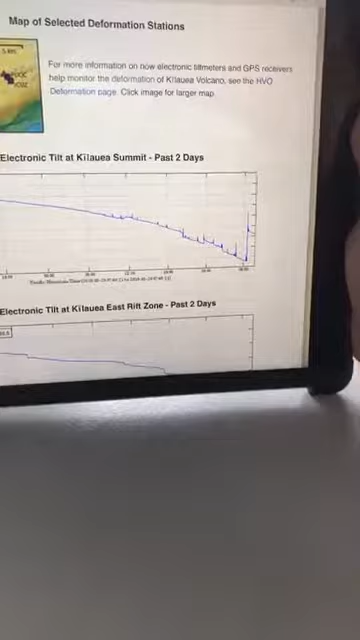 Map of Selected Deformation Stations
5 km
For more information on how electronic tiltmeters and GPS receivers
help monitor the deformation of Kīlauea Volcano, see the HVO
Deformation page. Click image for larger map.
Electronic Tilt at Kīlauea Summit - Past 2 Days
Electronic Tilt at Kīlauea East Rift Zone - Past 2 Days